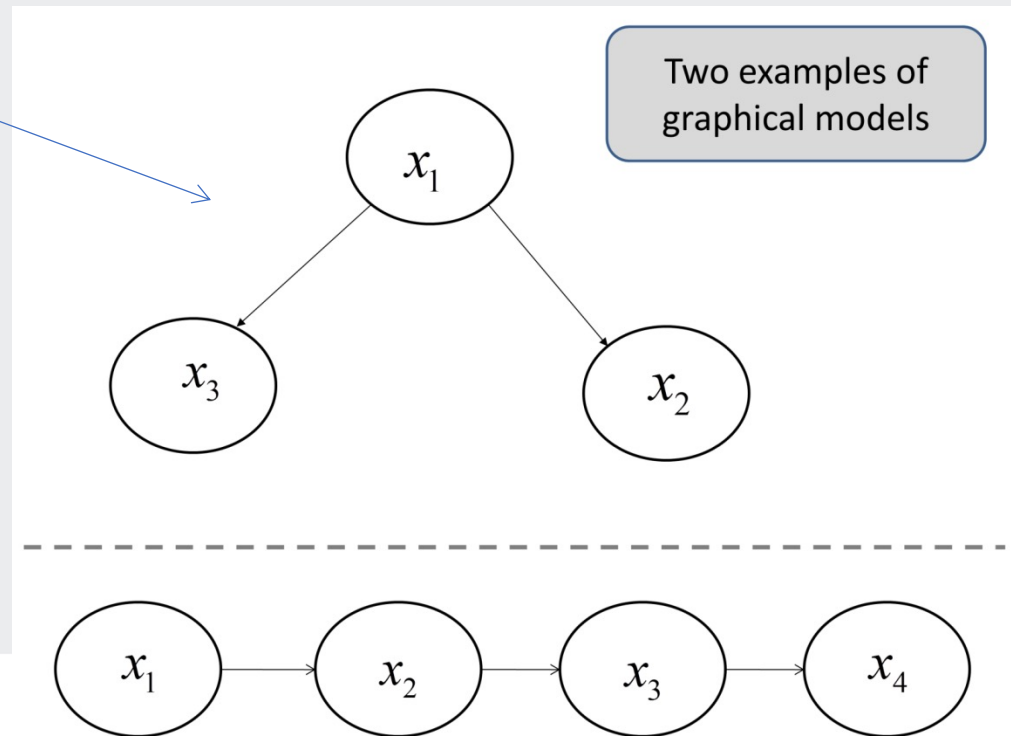 Two examples of
graphical models
x₁
x₃
x₂
x₁ x₂ x₃ x₄